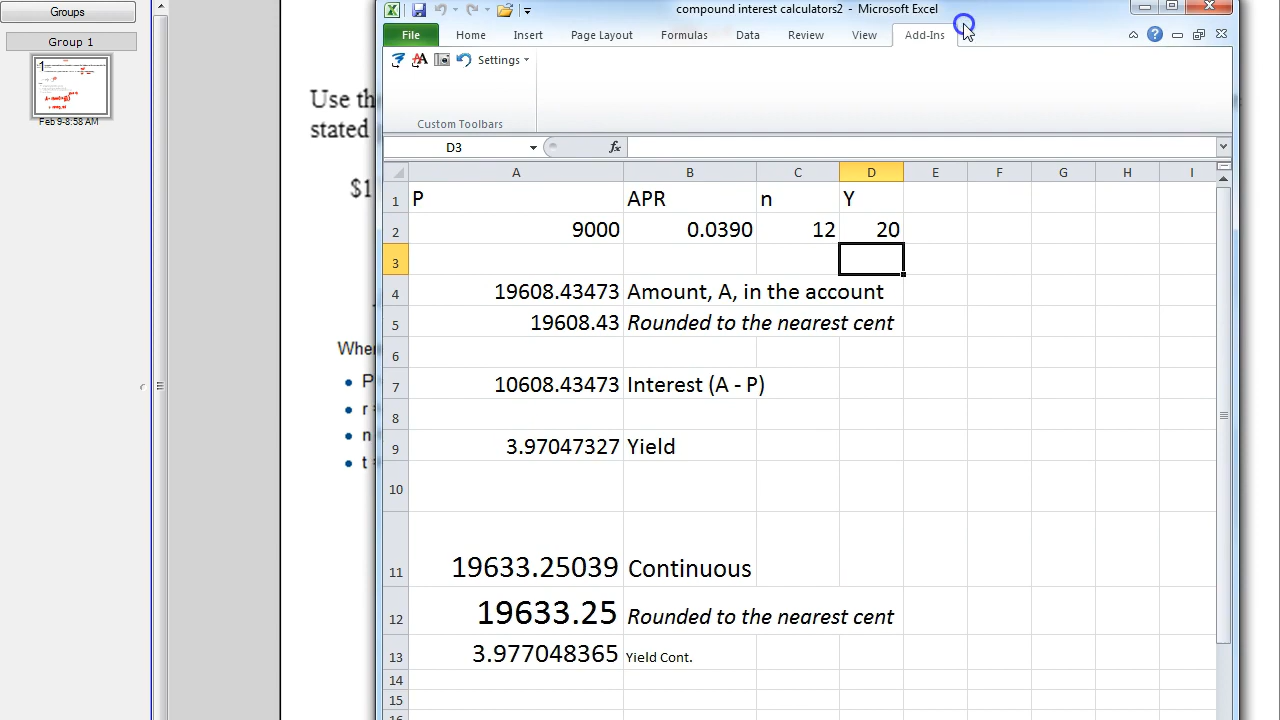 Groups
Group 1
Feb 9-8:58 AM
Use th
stated
$1
Wher
P
r =
n
t =
compound interest calculators2 - Microsoft Excel
File Home Insert Page Layout Formulas Data Review View Add-Ins
Settings
Custom Toolbars
D3 fx
A B C D E F G H I
1 P APR n Y
2 9000 0.0390 12 20
3
4 19608.43473 Amount, A, in the account
5 19608.43 Rounded to the nearest cent
6
7 10608.43473 Interest (A - P)
8
9 3.97047327 Yield
10
11 19633.25039 Continuous
12 19633.25 Rounded to the nearest cent
13 3.977048365 Yield Cont.
14
15
16